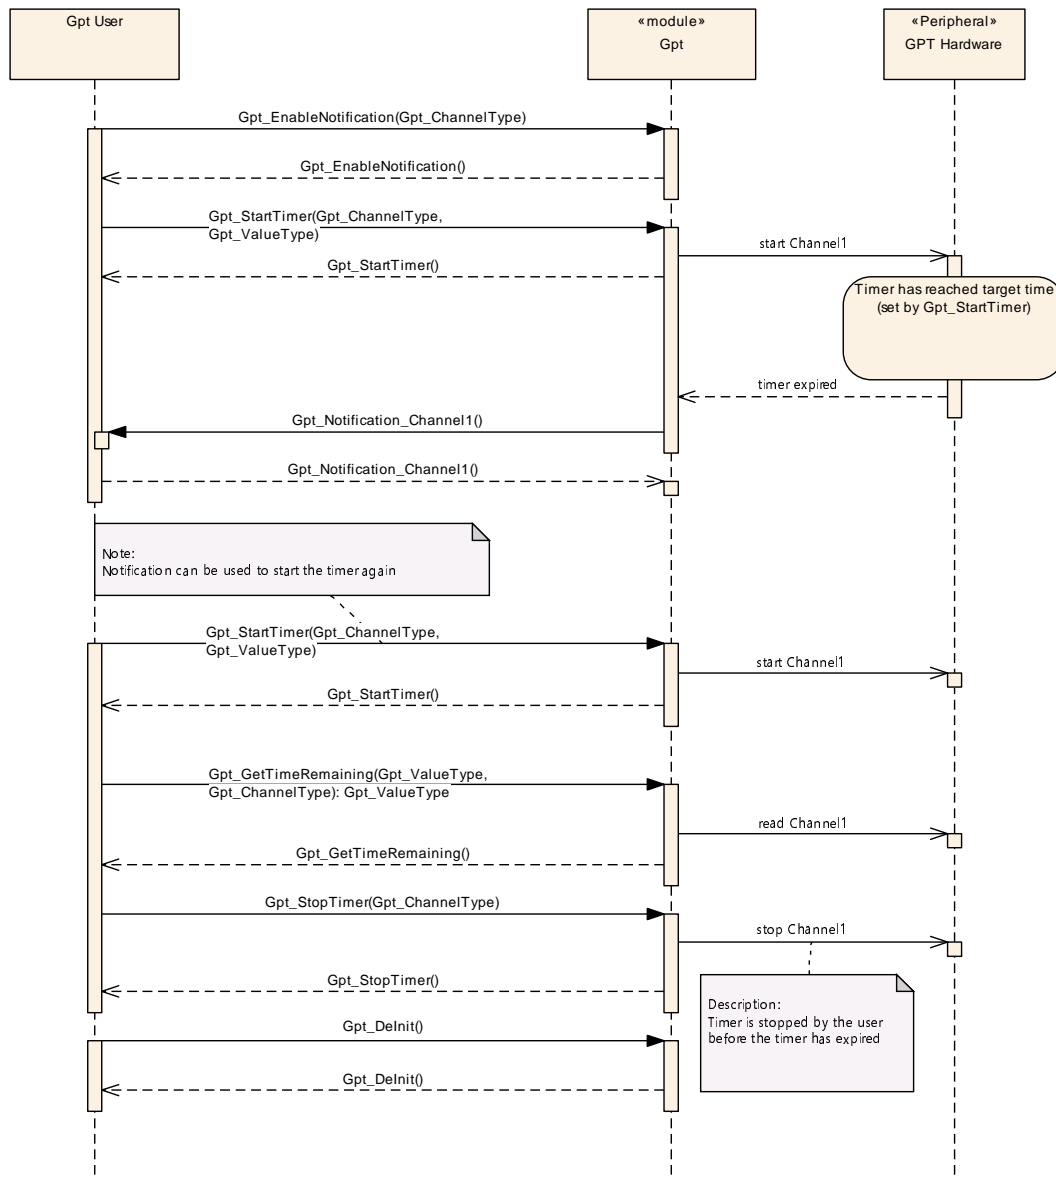 Gpt User
«module»
Gpt
«Peripheral»
GPT Hardware
Gpt_EnableNotification(Gpt_ChannelType)
Gpt_EnableNotification()
Gpt_StartTimer(Gpt_ChannelType,
Gpt_ValueType)
start Channel1
Gpt_StartTimer()
Timer has reached target time
(set by Gpt_StartTimer)
timer expired
Gpt_Notification_Channel1()
Gpt_Notification_Channel1()
Note:
Notification can be used to start the timer again
Gpt_StartTimer(Gpt_ChannelType,
Gpt_ValueType)
start Channel1
Gpt_StartTimer()
Gpt_GetTimeRemaining(Gpt_ValueType,
Gpt_ChannelType): Gpt_ValueType
read Channel1
Gpt_GetTimeRemaining()
Gpt_StopTimer(Gpt_ChannelType)
stop Channel1
Gpt_StopTimer()
Description:
Timer is stopped by the user
before the timer has expired
Gpt_DeInit()
Gpt_DeInit()